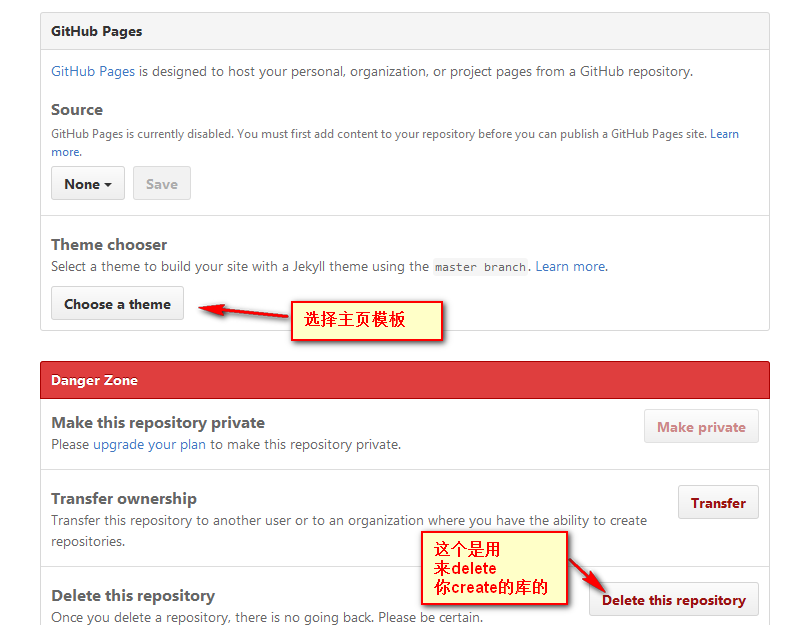 GitHub Pages
GitHub Pages is designed to host your personal, organization, or project pages from a GitHub repository.
Source
GitHub Pages is currently disabled. You must first add content to your repository before you can publish a GitHub Pages site. Learn
more.
None
Save
Theme chooser
Select a theme to build your site with a Jekyll theme using the master branch. Learn more.
Choose a theme
选择主页模板
Danger Zone
Make this repository private
Please upgrade your plan to make this repository private.
Make private
Transfer ownership
Transfer this repository to another user or to an organization where you have the ability to create
repositories.
Transfer
这个是用
来delete
你create的库的
Delete this repository
Once you delete a repository, there is no going back. Please be certain.
Delete this repository